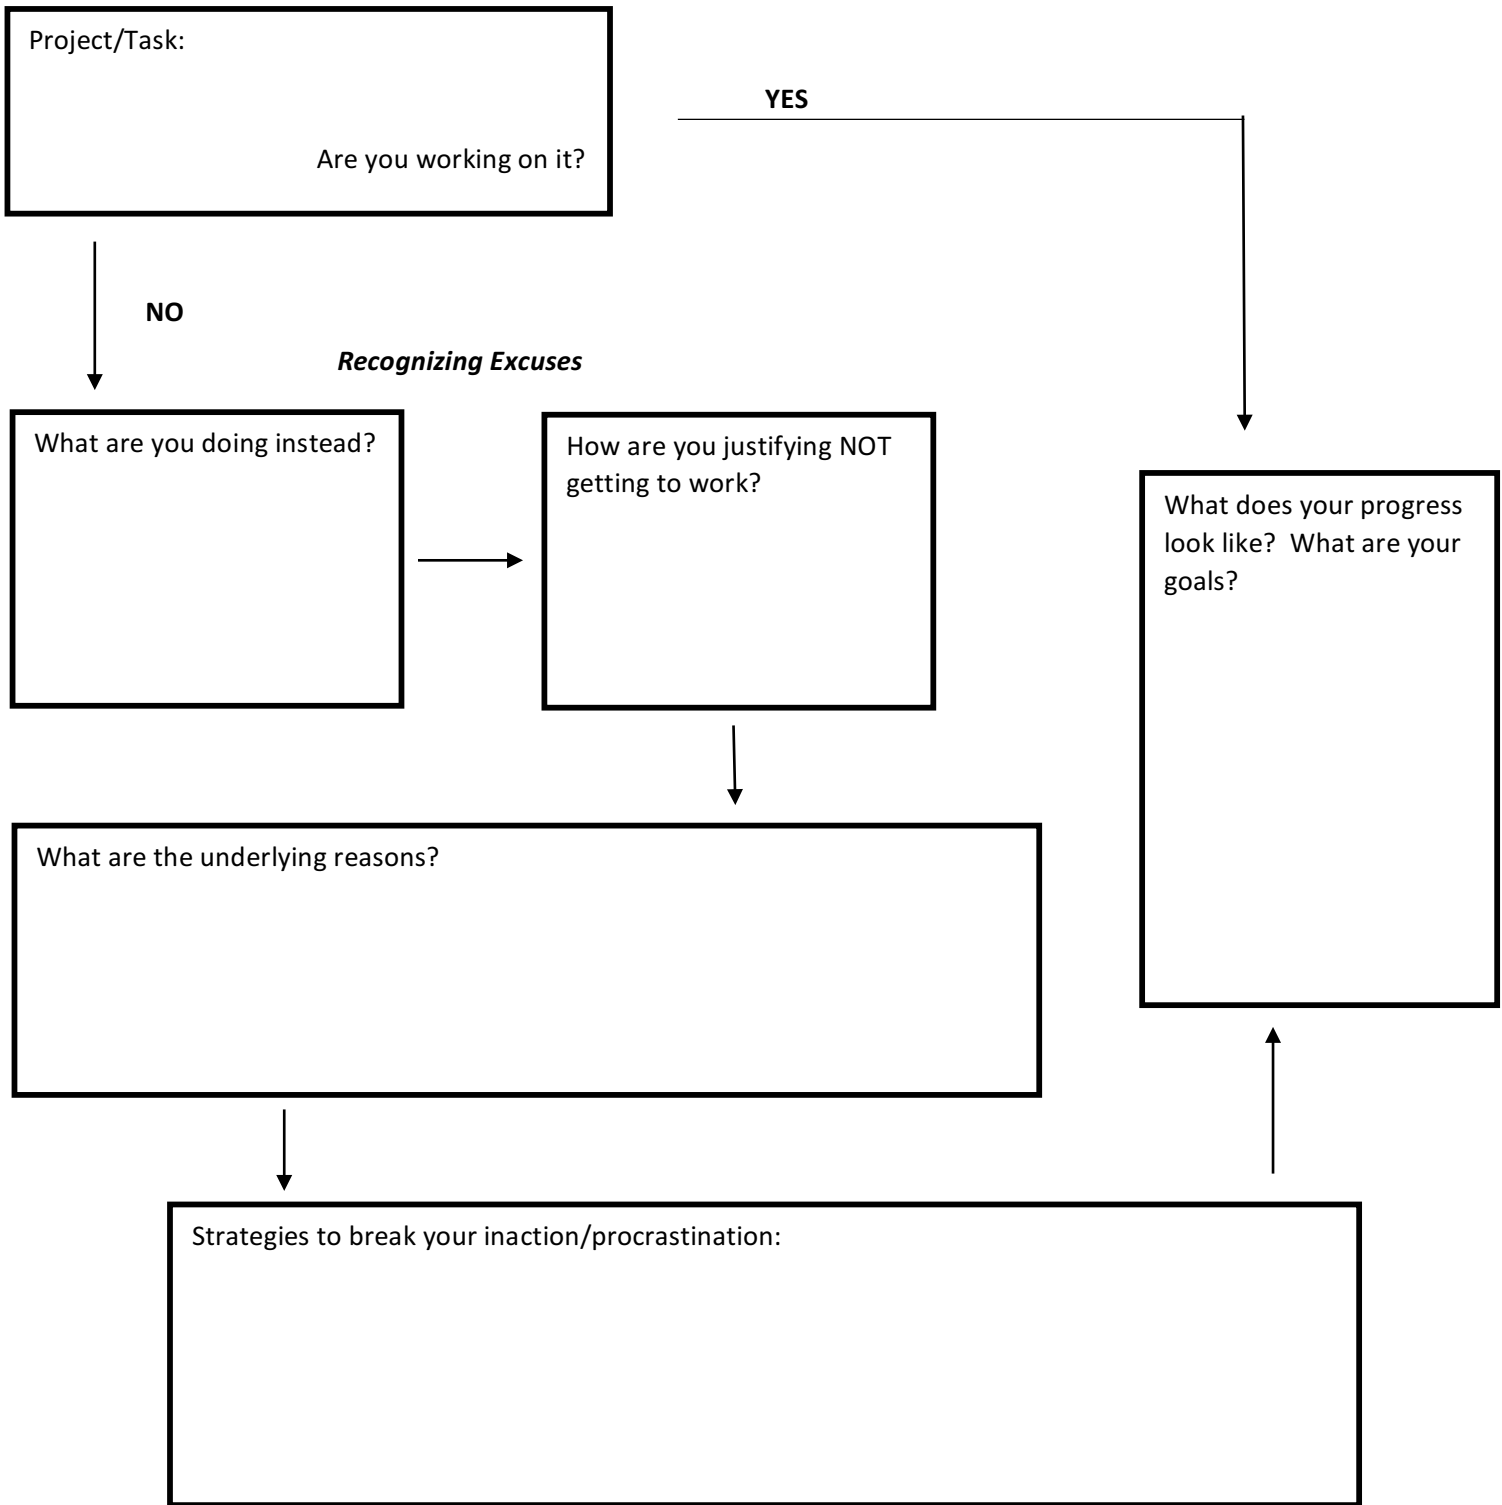 Project/Task:
Are you working on it?
YES
NO
Recognizing Excuses
What are you doing instead?
How are you justifying NOT
getting to work?
What does your progress
look like?  What are your
goals?
What are the underlying reasons?
Strategies to break your inaction/procrastination: